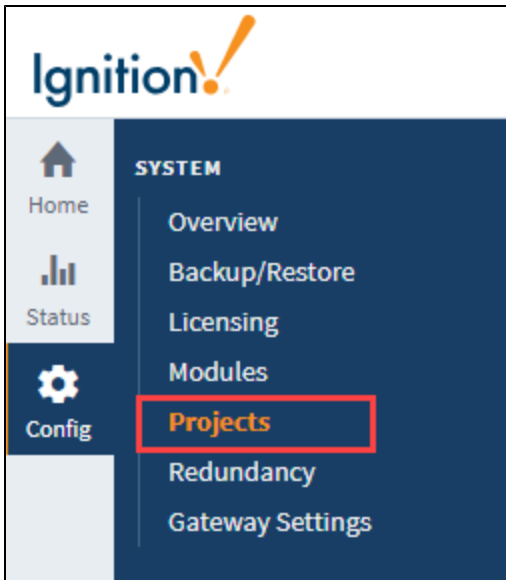 Ignition!
Home
Status
Config
SYSTEM
Overview
Backup/Restore
Licensing
Modules
Projects
Redundancy
Gateway Settings